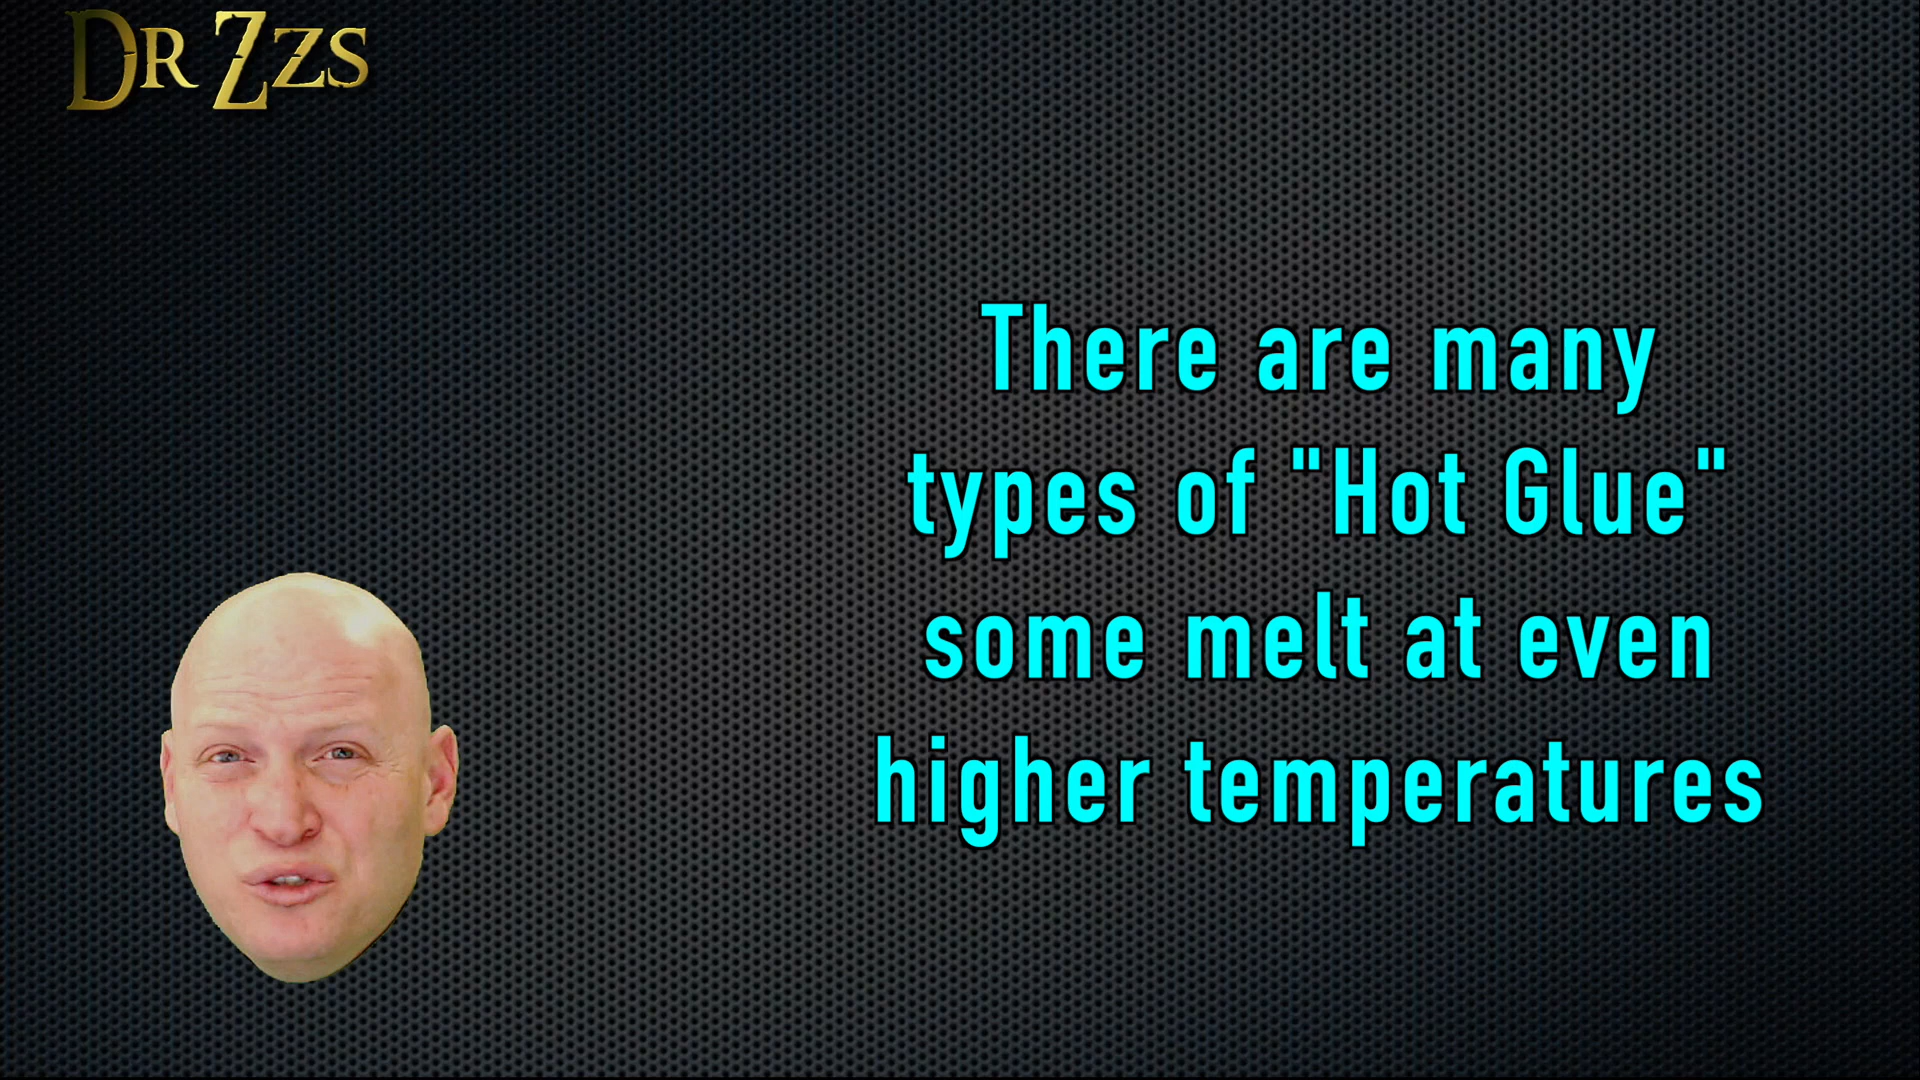 DR ZZS
There are many
types of "Hot Glue"
some melt at even
higher temperatures